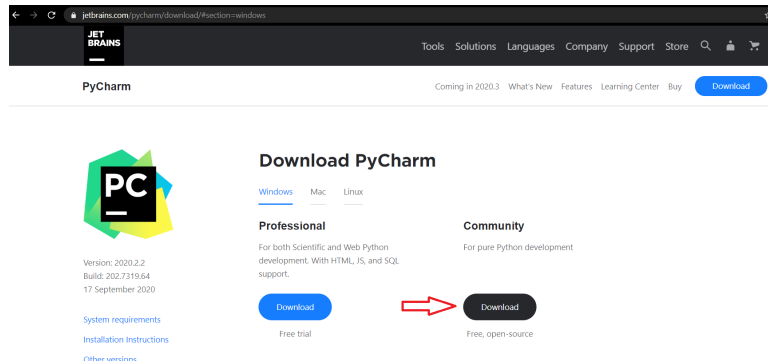 jetbrains.com/pycharm/download/#section=windows
JET
BRAINS
Tools Solutions Languages Company Support Store
PyCharm
Coming in 2020.3 What's New Features Learning Center Buy Download
PC
Download PyCharm
Windows Mac Linux
Professional
For both Scientific and Web Python
development. With HTML, JS, and SQL
support.
Download
Free trial
Community
For pure Python development
Download
Free, open-source
Version: 2020.2.2
Build: 202.7319.64
17 September 2020
System requirements
Installation Instructions
Other versions